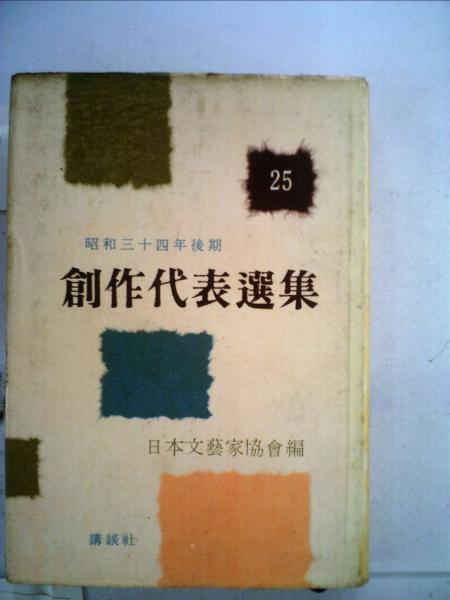 25
昭和三十四年後期
創作代表選集
日本文藝家協會編
講談社